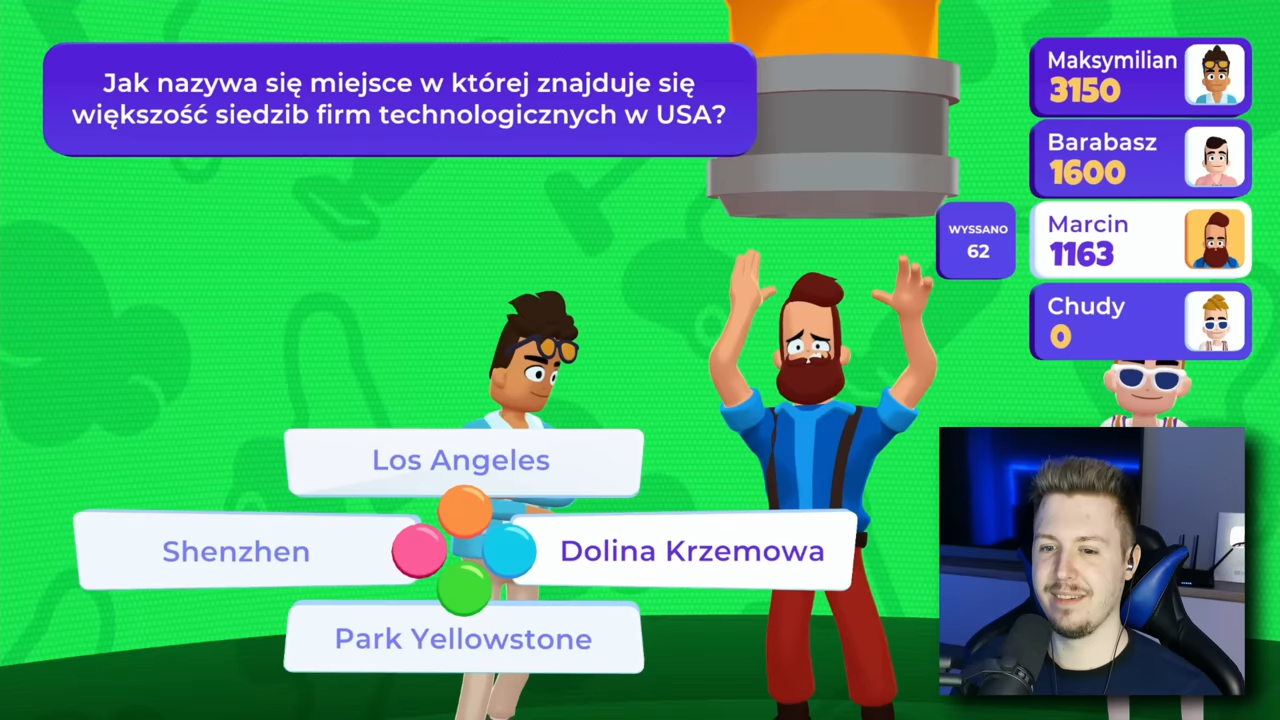 Jak nazywa się miejsce w której znajduje się
większość siedzib firm technologicznych w USA?
Maksymilian
3150
Barabasz
1600
WYSSANO
62
Marcin
1163
Chudy
0
Los Angeles
Shenzhen
Dolina Krzemowa
Park Yellowstone